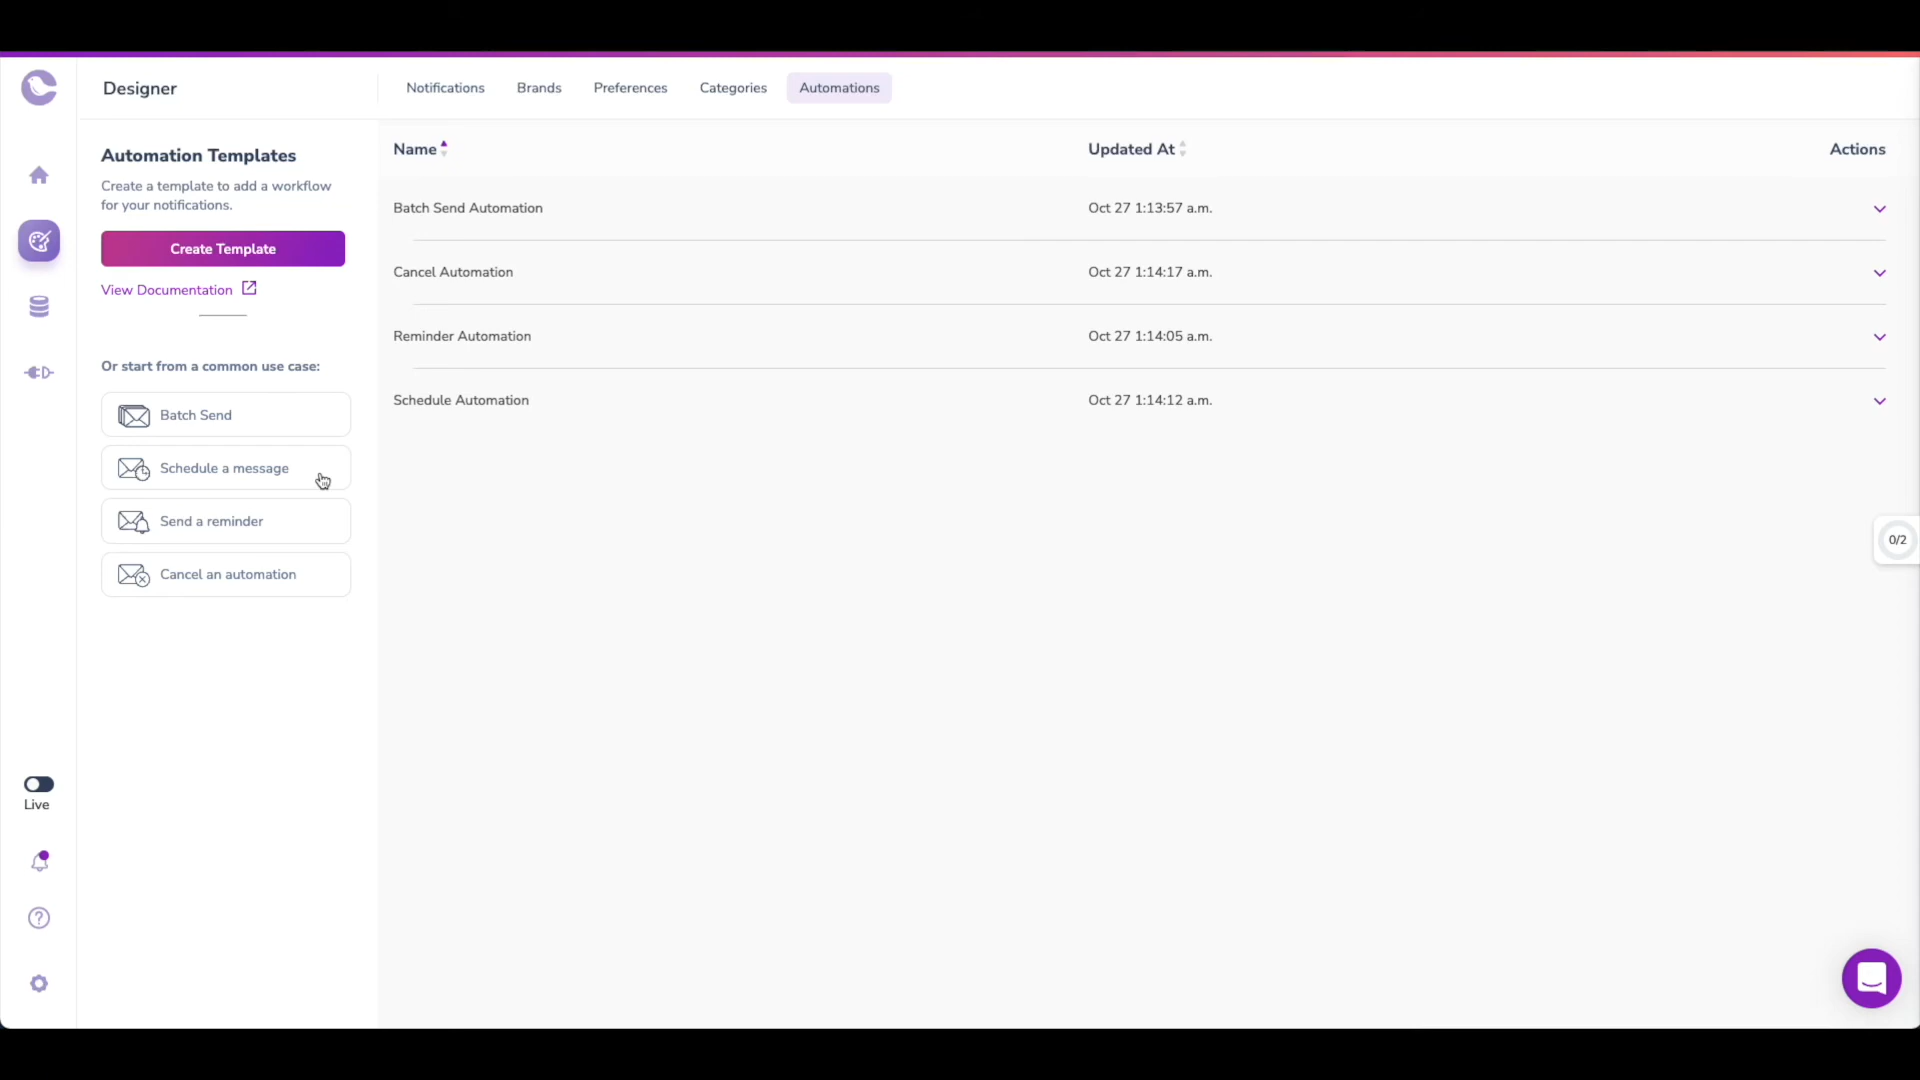 Designer
Notifications
Brands
Preferences
Categories
Automations
Automation Templates
Create a template to add a workflow
for your notifications.
Create Template
View Documentation
Or start from a common use case:
Batch Send
Schedule a message
Send a reminder
Cancel an automation
Name
Updated At
Actions
Batch Send Automation
Oct 27 1:13:57 a.m.
Cancel Automation
Oct 27 1:14:17 a.m.
Reminder Automation
Oct 27 1:14:05 a.m.
Schedule Automation
Oct 27 1:14:12 a.m.
0/2
Live